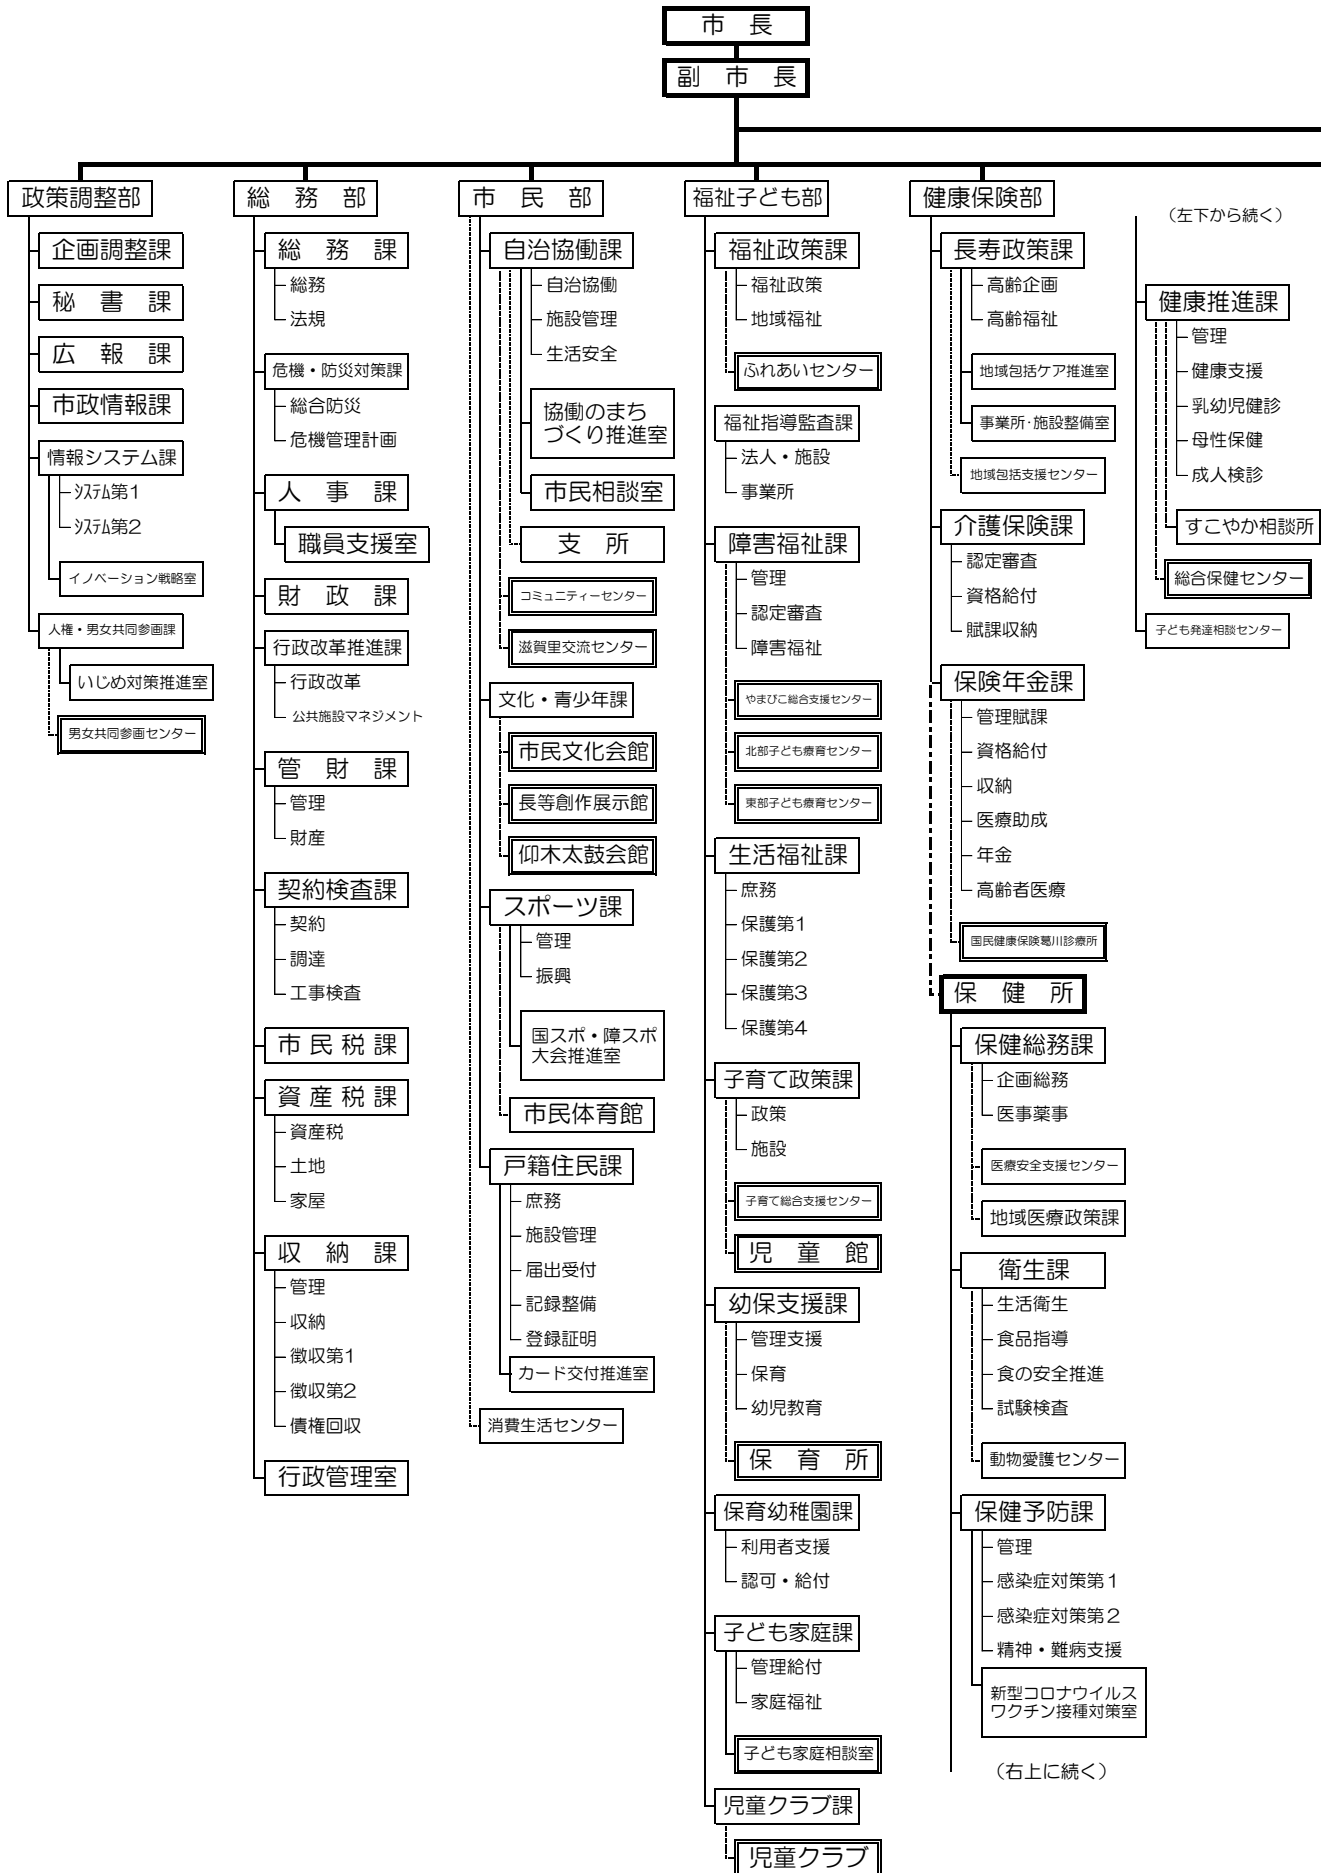 市　長
副　市　長
政策調整部
企画調整課
秘　書　課
広　報　課
市政情報課
情報システム課
ｼｽﾃﾑ第1
ｼｽﾃﾑ第2
イノベーション戦略室
人権・男女共同参画課
いじめ対策推進室
男女共同参画センター
総　務　部
総　務　課
総務
法規
危機・防災対策課
総合防災
危機管理計画
人　事　課
職員支援室
財　政　課
行政改革推進課
行政改革
公共施設マネジメント
管　財　課
管理
財産
契約検査課
契約
調達
工事検査
市 民 税 課
資 産 税 課
資産税
土地
家屋
収　納　課
管理
収納
徴収第1
徴収第2
債権回収
行政管理室
市　民　部
自治協働課
自治協働
施設管理
生活安全
協働のまち
づくり推進室
市民相談室
支　所
コミュニティーセンター
滋賀里交流センター
文化・青少年課
市民文化会館
長等創作展示館
仰木太鼓会館
スポーツ課
管理
振興
国スポ・障スポ
大会推進室
市民体育館
戸籍住民課
庶務
施設管理
届出受付
記録整備
登録証明
カード交付推進室
消費生活センター
福祉子ども部
福祉政策課
福祉政策
地域福祉
ふれあいセンター
福祉指導監査課
法人・施設
事業所
障害福祉課
管理
認定審査
障害福祉
やまびこ総合支援センター
北部子ども療育センター
東部子ども療育センター
生活福祉課
庶務
保護第1
保護第2
保護第3
保護第4
子育て政策課
政策
施設
子育て総合支援センター
児　童　館
幼保支援課
管理支援
保育
幼児教育
保　育　所
保育幼稚園課
利用者支援
認可・給付
子ども家庭課
管理給付
家庭福祉
子ども家庭相談室
児童クラブ課
児童クラブ
健康保険部
長寿政策課
高齢企画
高齢福祉
地域包括ケア推進室
事業所･施設整備室
地域包括支援センター
介護保険課
認定審査
資格給付
賦課収納
保険年金課
管理賦課
資格給付
収納
医療助成
年金
高齢者医療
国民健康保険葛川診療所
保　健　所
保健総務課
企画総務
医事薬事
医療安全支援センター
地域医療政策課
衛生課
生活衛生
食品指導
食の安全推進
試験検査
動物愛護センター
保健予防課
管理
感染症対策第１
感染症対策第２
精神・難病支援
新型コロナウイルス
ワクチン接種対策室
（右上に続く）
（左下から続く）
健康推進課
管理
健康支援
乳幼児健診
母性保健
成人検診
すこやか相談所
総合保健センター
子ども発達相談センター